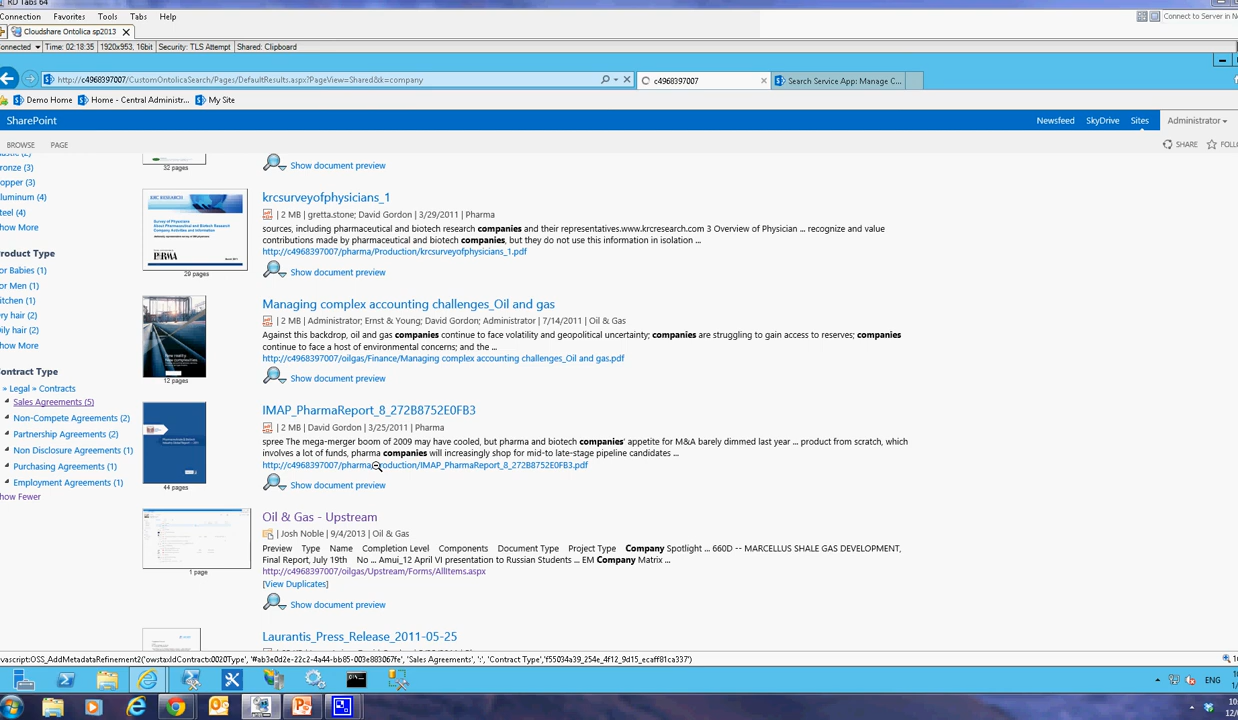 RD Tabs 64
Connection Favorites Tools Tabs Help
Connect to Server in N
Cloudshare Ontolica sp2013
onnected Time: 02:18:35 1920x953, 16bit Security: TLS Attempt Shared: Clipboard
http://c4968397007/CustomOntolicaSearch/Pages/DefaultResults.aspx?PageView=Shared&k=company
c4968397007
Search Service App: Manage C...
Demo Home Home - Central Administr... My Site
SharePoint
Newsfeed SkyDrive Sites Administrator
BROWSE PAGE
SHARE FOLL
ronze (3)
opper (3)
luminum (4)
teel (4)
how More
roduct Type
or Babies (1)
or Men (1)
itchen (1)
ry hair (2)
ily hair (2)
how More
ontract Type
» Legal » Contracts
Sales Agreements (5)
Non-Compete Agreements (2)
Partnership Agreements (2)
Non Disclosure Agreements (1)
Purchasing Agreements (1)
Employment Agreements (1)
how Fewer
32 pages
Show document preview
krcsurveyofphysicians_1
| 2 MB | gretta.stone; David Gordon | 3/29/2011 | Pharma
sources, including pharmaceutical and biotech research companies and their representatives.www.krcresearch.com 3 Overview of Physician ... recognize and value
contributions made by pharmaceutical and biotech companies, but they do not use this information in isolation ...
http://c4968397007/pharma/Production/krcsurveyofphysicians_1.pdf
KRC RESEARCH
29 pages
Show document preview
Managing complex accounting challenges_Oil and gas
| 2 MB | Administrator; Ernst & Young; David Gordon; Administrator | 7/14/2011 | Oil & Gas
Against this backdrop, oil and gas companies continue to face volatility and geopolitical uncertainty; companies are struggling to gain access to reserves; companies
continue to face a host of environmental concerns; and the ...
http://c4968397007/oilgas/Finance/Managing complex accounting challenges_Oil and gas.pdf
12 pages
Show document preview
IMAP_PharmaReport_8_272B8752E0FB3
| 2 MB | David Gordon | 3/25/2011 | Pharma
spree The mega-merger boom of 2009 may have cooled, but pharma and biotech companies' appetite for M&A barely dimmed last year ... product from scratch, which
involves a lot of funds, pharma companies will increasingly shop for mid-to late-stage pipeline candidates ...
http://c4968397007/pharma/Production/IMAP_PharmaReport_8_272B8752E0FB3.pdf
44 pages
Show document preview
Oil & Gas - Upstream
| Josh Noble | 9/4/2013 | Oil & Gas
Preview Type Name Completion Level Components Document Type Project Type Company Spotlight ... 660D -- MARCELLUS SHALE GAS DEVELOPMENT,
Final Report, July 19th No ... Amui_12 April VI presentation to Russian Students ... EM Company Matrix ...
http://c4968397007/oilgas/Upstream/Forms/AllItems.aspx
[View Duplicates]
1 page
Show document preview
Laurantis_Press_Release_2011-05-25
vascript:OSS_AddMetadataRefinement2('owstaxIdContractx0020Type', '#ab3e0d2e-22c2-4a44-bb85-003e883067fe', 'Sales Agreements', ':', 'Contract Type','f55034a39_254e_4f12_9d15_ecaff81ca337')
ENG